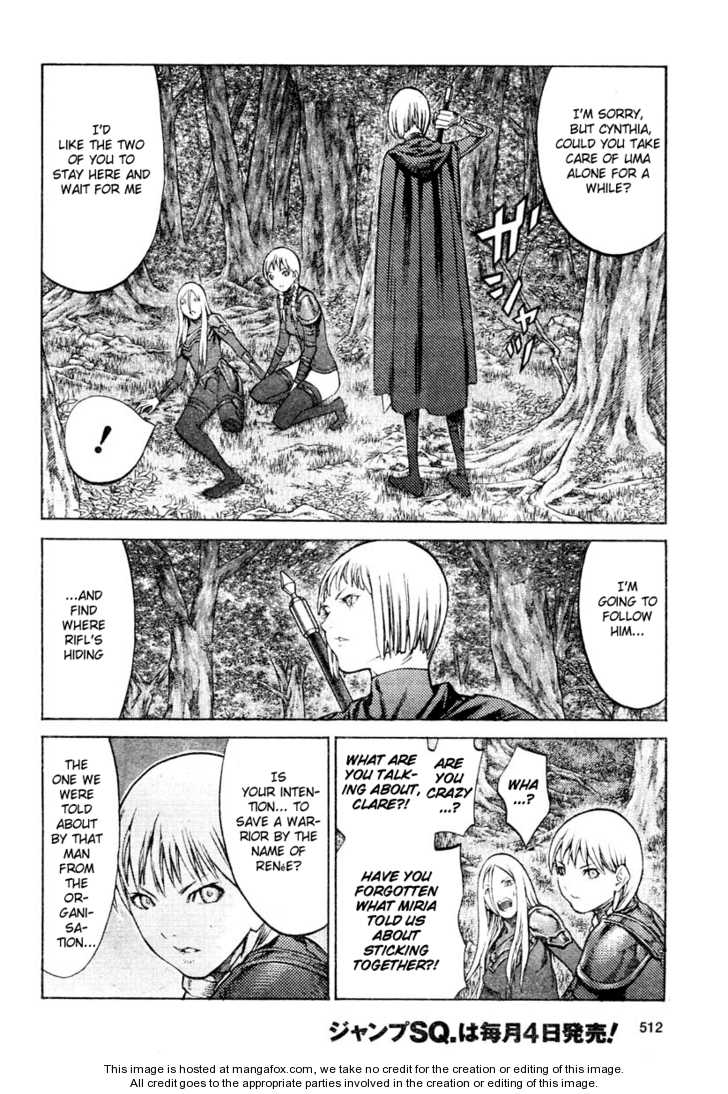 I'M SORRY,
BUT CYNTHIA,
COULD YOU TAKE
CARE OF UMA
ALONE FOR A
WHILE?
ガシャッ
I'D
LIKE THE TWO
OF YOU TO
STAY HERE AND
WAIT FOR ME
!
I'M
GOING TO
FOLLOW
HIM...
...AND
FIND
WHERE
RIFL'S
HIDING
WHA
...?
ARE
YOU
CRAZY
...?
WHAT ARE
YOU TALK-
ING ABOUT,
CLARE?!
HAVE YOU
FORGOTTEN
WHAT MIRIA
TOLD US
ABOUT
STICKING
TOGETHER?!
IS
YOUR INTEN-
TION... TO
SAVE A WAR-
RIOR BY THE
NAME OF
RENéE?
THE
ONE WE
WERE
TOLD
ABOUT
BY THAT
MAN
FROM
THE
OR-
GANI-
SA-
TION...
ジャンプSQ.は毎月4日発売! 512
This image is hosted at mangafox.com, we take no credit for the creation or editing of this image.
All credit goes to the appropriate parties involved in the creation or editing of this image.